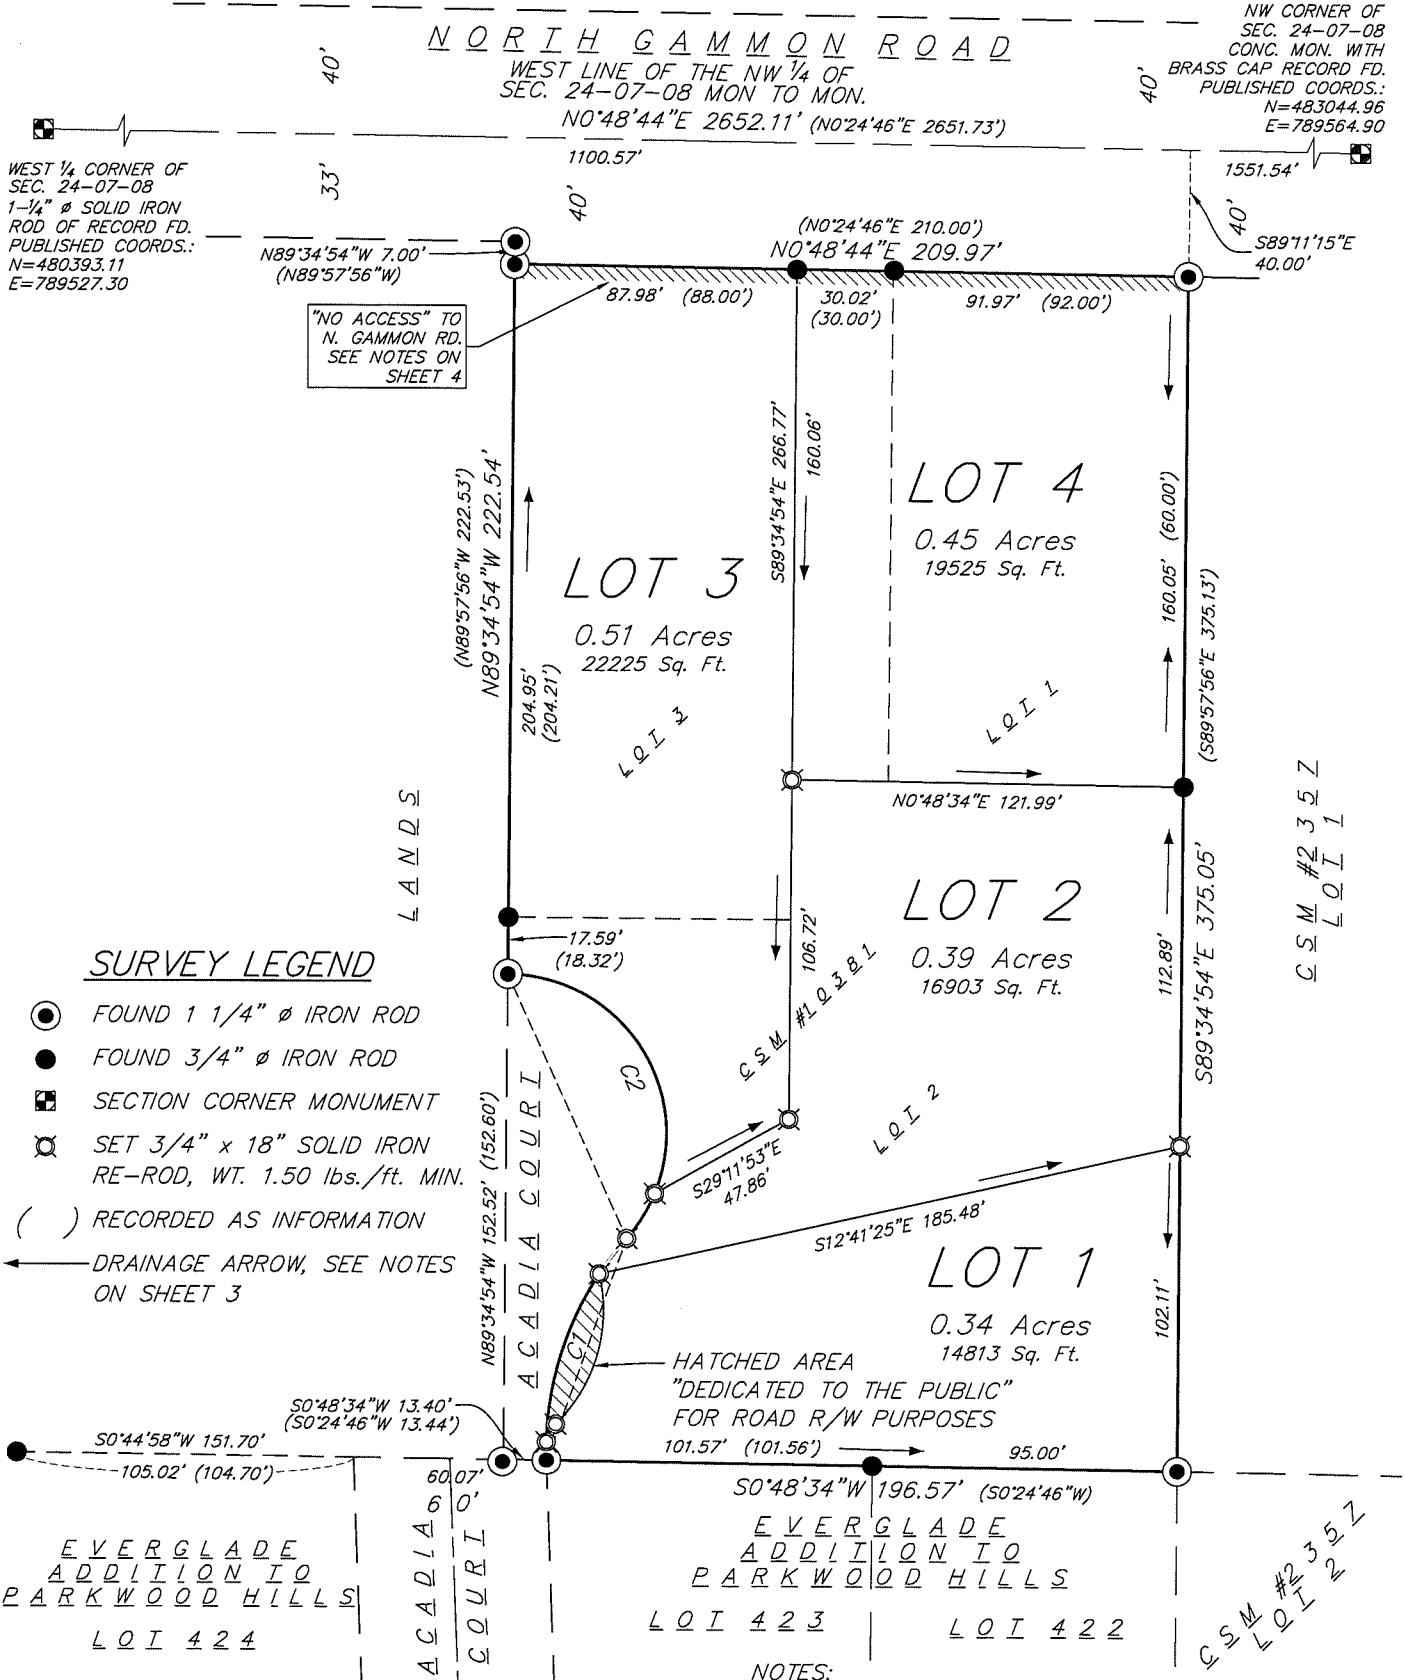 NORTH GAMMON ROAD
WEST LINE OF THE NW 1/4 OF
SEC. 24-07-08 MON TO MON.
N0°48'44"E 2652.11' (N0°24'46"E 2651.73')
NW CORNER OF
SEC. 24-07-08
CONC. MON. WITH
BRASS CAP RECORD FD.
PUBLISHED COORDS.:
N=483044.96
E=789564.90
40'
40'
1100.57'
1551.54'
WEST 1/4 CORNER OF
SEC. 24-07-08
1-1/4" ø SOLID IRON
ROD OF RECORD FD.
PUBLISHED COORDS.:
N=480393.11
E=789527.30
33'
40'
40'
S89°11'15"E
40.00'
N89°34'54"W 7.00'
(N89°57'56"W)
(N0°24'46"E 210.00')
N0°48'44"E 209.97'
87.98' (88.00')
30.02'
(30.00')
91.97' (92.00')
"NO ACCESS" TO
N. GAMMON RD.
SEE NOTES ON
SHEET 4
(N89°57'56"W 222.53')
N89°34'54"W 222.54'
204.95'
(204.21')
S89°34'54"E 266.77'
160.06'
LOT 4
0.45 Acres
19525 Sq. Ft.
LOT 3
0.51 Acres
22225 Sq. Ft.
160.05' (60.00')
(S89°57'56"E 375.13')
LOT 3
LOT 1
N0°48'34"E 121.99'
LANDS
CSM #2357
LOT 1
LOT 2
0.39 Acres
16903 Sq. Ft.
112.89'
S89°34'54"E 375.05'
17.59'
(18.32')
106.72'
CSM #10381
LOT 2
SURVEY LEGEND
FOUND 1 1/4" ø IRON ROD
FOUND 3/4" ø IRON ROD
SECTION CORNER MONUMENT
SET 3/4" x 18" SOLID IRON
RE-ROD, WT. 1.50 lbs./ft. MIN.
( ) RECORDED AS INFORMATION
DRAINAGE ARROW, SEE NOTES
ON SHEET 3
C2
N89°34'54"W 152.52' (152.60')
ACADIA COURT
S29°11'53"E
47.86'
S12°41'25"E 185.48'
LOT 1
0.34 Acres
14813 Sq. Ft.
102.11'
C1
HATCHED AREA
"DEDICATED TO THE PUBLIC"
FOR ROAD R/W PURPOSES
S0°48'34"W 13.40'
(S0°24'46"W 13.44')
S0°44'58"W 151.70'
105.02' (104.70')
60.07'
60'
101.57' (101.56')
95.00'
S0°48'34"W 196.57' (S0°24'46"W)
EVERGLADE
ADDITION TO
PARKWOOD HILLS
LOT 424
ACADIA
COURT
EVERGLADE
ADDITION TO
PARKWOOD HILLS
LOT 423
LOT 422
CSM #2357
LOT 2
NOTES: